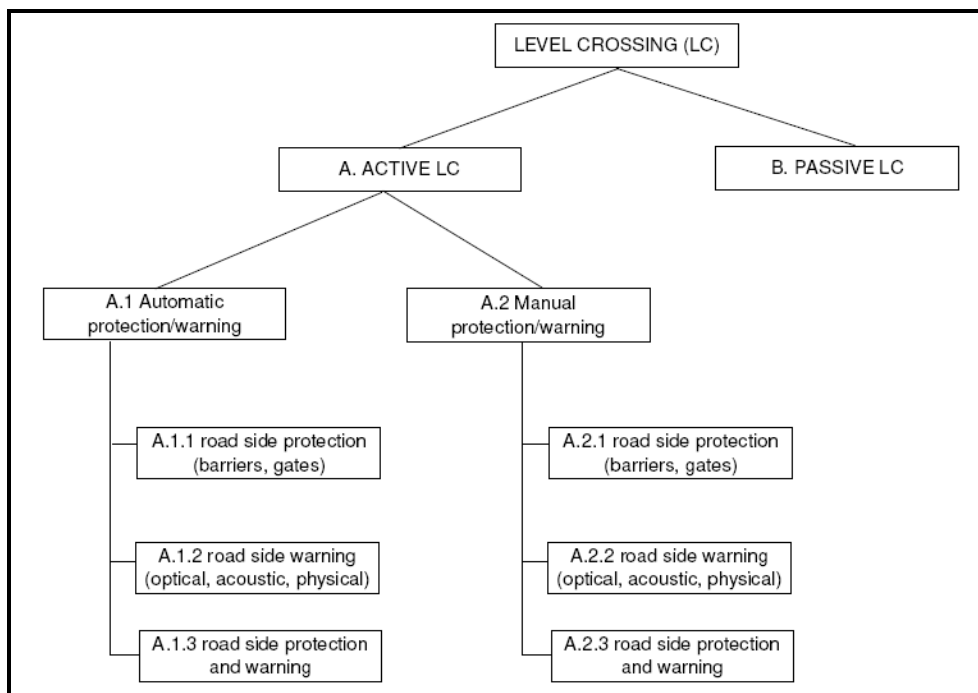 LEVEL CROSSING (LC)
A. ACTIVE LC
B. PASSIVE LC
A.1 Automatic
protection/warning
A.2 Manual
protection/warning
A.1.1 road side protection
(barriers, gates)
A.2.1 road side protection
(barriers, gates)
A.1.2 road side warning
(optical, acoustic, physical)
A.2.2 road side warning
(optical, acoustic, physical)
A.1.3 road side protection
and warning
A.2.3 road side protection
and warning